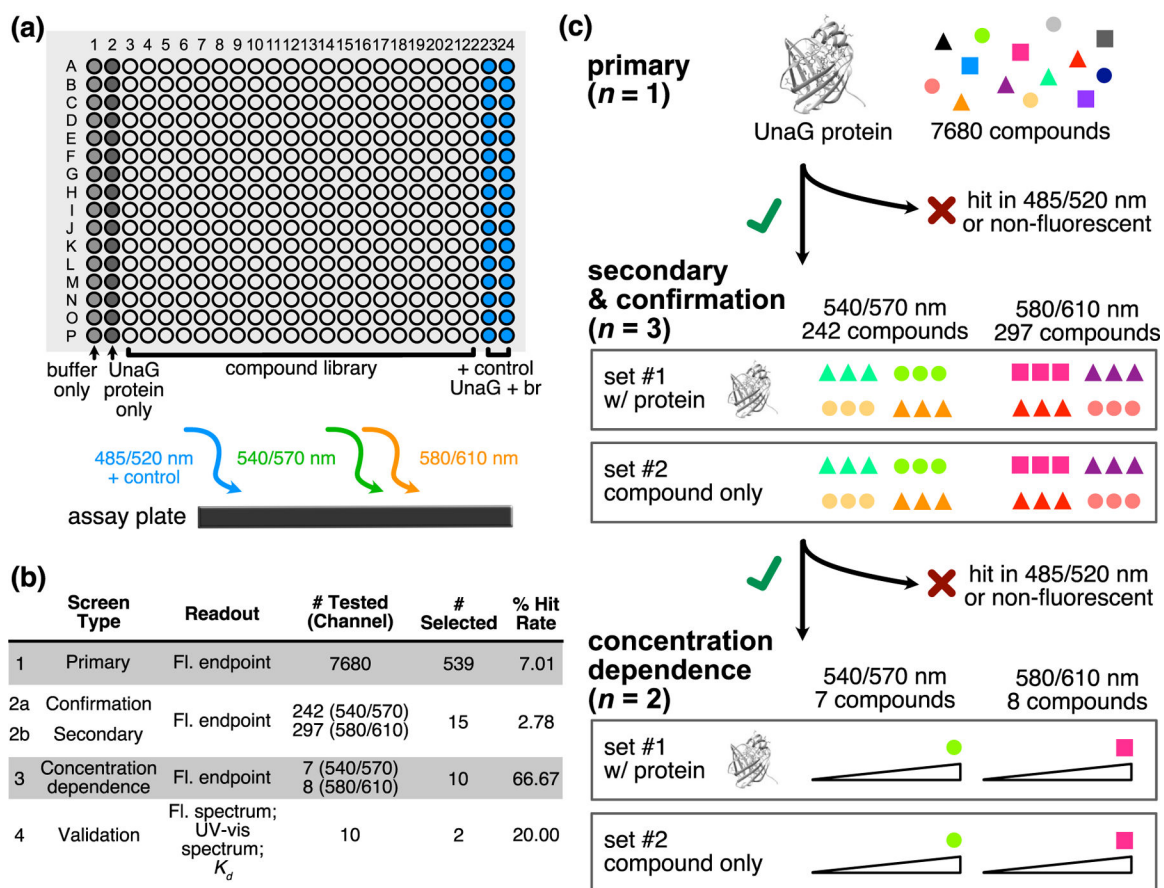 (a)
1 2 3 4 5 6 7 8 9 10 11 12 13 14 15 16 17 18 19 20 21 22 23 24
A
B
C
D
E
F
G
H
I
J
K
L
M
N
O
P
buffer only
UnaG protein only
compound library
+ control UnaG + br
485/520 nm
+ control
540/570 nm
580/610 nm
assay plate
(b)
Screen Type Readout # Tested (Channel) # Selected % Hit Rate
1 Primary Fl. endpoint 7680 539 7.01
2a Confirmation
2b Secondary
Fl. endpoint
242 (540/570)
297 (580/610)
15 2.78
3 Concentration dependence Fl. endpoint
7 (540/570)
8 (580/610)
10 66.67
4 Validation
Fl. spectrum;
UV-vis
spectrum;
Kd
10 2 20.00
(c)
primary
(n = 1)
UnaG protein
7680 compounds
hit in 485/520 nm
or non-fluorescent
secondary
& confirmation
(n = 3)
540/570 nm
242 compounds
580/610 nm
297 compounds
set #1
w/ protein
set #2
compound only
hit in 485/520 nm
or non-fluorescent
concentration
dependence
(n = 2)
540/570 nm
7 compounds
580/610 nm
8 compounds
set #1
w/ protein
set #2
compound only